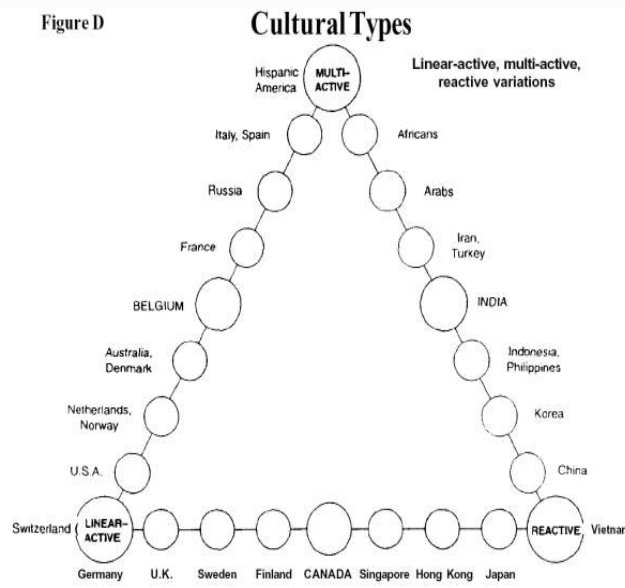 Figure D
Cultural Types
Linear-active, multi-active,
reactive variations
Hispanic
America
MULTI-
ACTIVE
Italy, Spain
Africans
Russia
Arabs
France
Iran,
Turkey
BELGIUM
INDIA
Australia,
Denmark
Indonesia,
Philippines
Netherlands,
Norway
Korea
U.S.A.
China
Switzerland
LINEAR-
ACTIVE
REACTIVE
Vietnam
Germany
U.K.
Sweden
Finland
CANADA
Singapore
Hong Kong
Japan